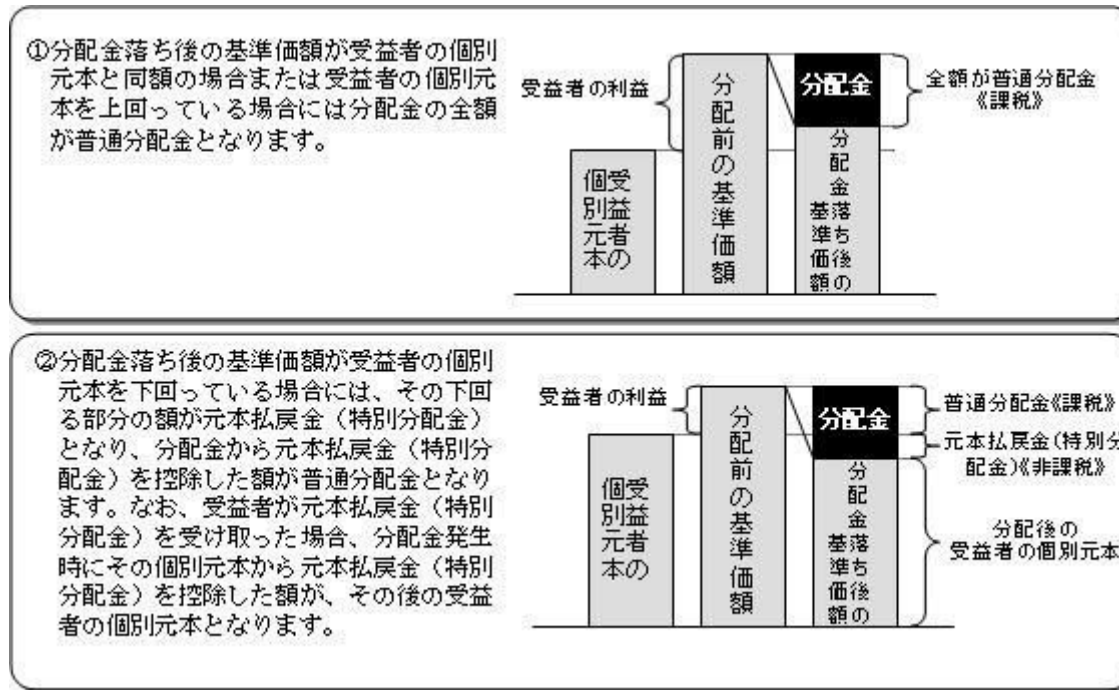 ①分配金落ち後の基準価額が受益者の個別
元本と同額の場合または受益者の個別元
本を上回っている場合には分配金の全額
が普通分配金となります。
受益者の利益
受益者の
個別元本
分配前の基準価額
分配金
分配金落ち後の
基準価額
全額が普通分配金
《課税》
②分配金落ち後の基準価額が受益者の個別
元本を下回っている場合には、その下回
る部分の額が元本払戻金（特別分配金）
となり、分配金から元本払戻金（特別分
配金）を控除した額が普通分配金となり
ます。なお、受益者が元本払戻金（特別
分配金）を受け取った場合、分配金発生
時にその個別元本から元本払戻金（特別
分配金）を控除した額が、その後の受益
者の個別元本となります。
受益者の利益
受益者の
個別元本
分配前の基準価額
分配金
分配金落ち後の
基準価額
普通分配金《課税》
元本払戻金(特別分
配金)《非課税》
分配後の
受益者の個別元本